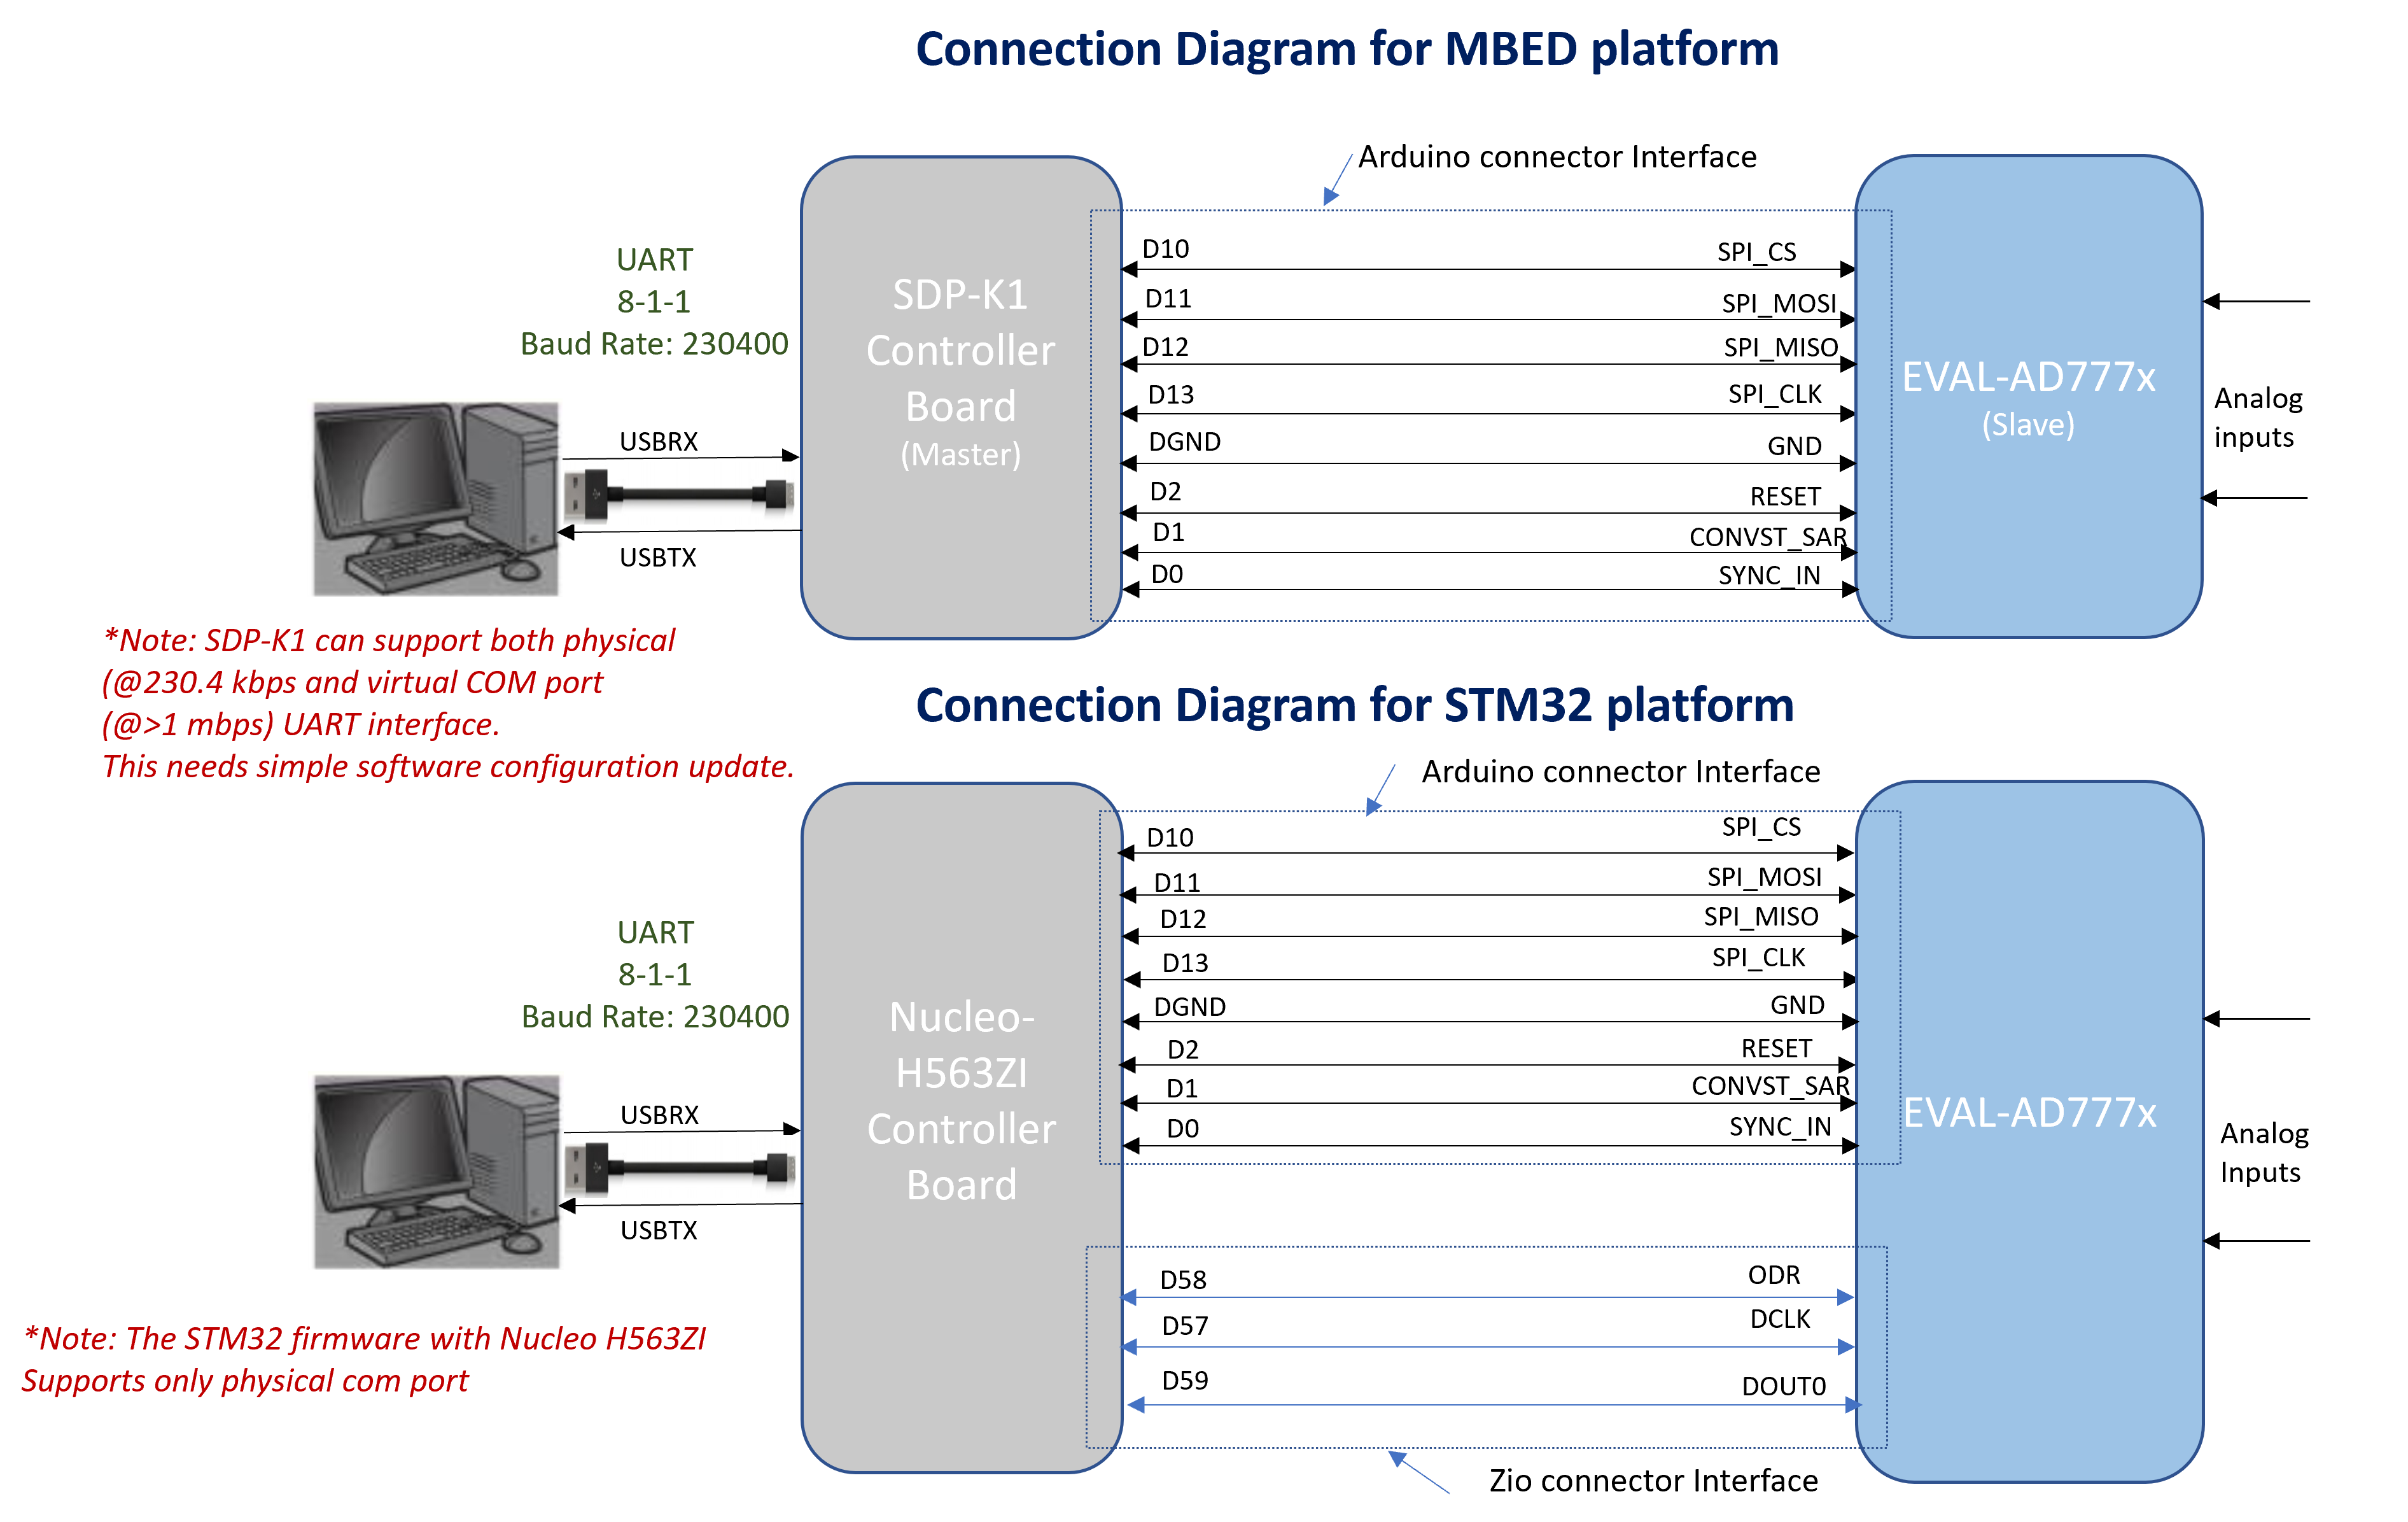 Connection Diagram for MBED platform
Arduino connector Interface
UART
8-1-1
Baud Rate: 230400
USBRX
USBTX
SDP-K1
Controller
Board
(Master)
D10 SPI_CS
D11 SPI_MOSI
D12 SPI_MISO
D13 SPI_CLK
DGND GND
D2 RESET
D1 CONVST_SAR
D0 SYNC_IN
EVAL-AD777x
(Slave)
Analog
inputs
*Note: SDP-K1 can support both physical
(@230.4 kbps and virtual COM port
(@>1 mbps) UART interface.
This needs simple software configuration update.
Connection Diagram for STM32 platform
Arduino connector Interface
UART
8-1-1
Baud Rate: 230400
USBRX
USBTX
Nucleo-
H563ZI
Controller
Board
D10 SPI_CS
D11 SPI_MOSI
D12 SPI_MISO
D13 SPI_CLK
DGND GND
D2 RESET
D1 CONVST_SAR
D0 SYNC_IN
D58 ODR
D57 DCLK
D59 DOUT0
EVAL-AD777x
Analog
Inputs
*Note: The STM32 firmware with Nucleo H563ZI
Supports only physical com port
Zio connector Interface